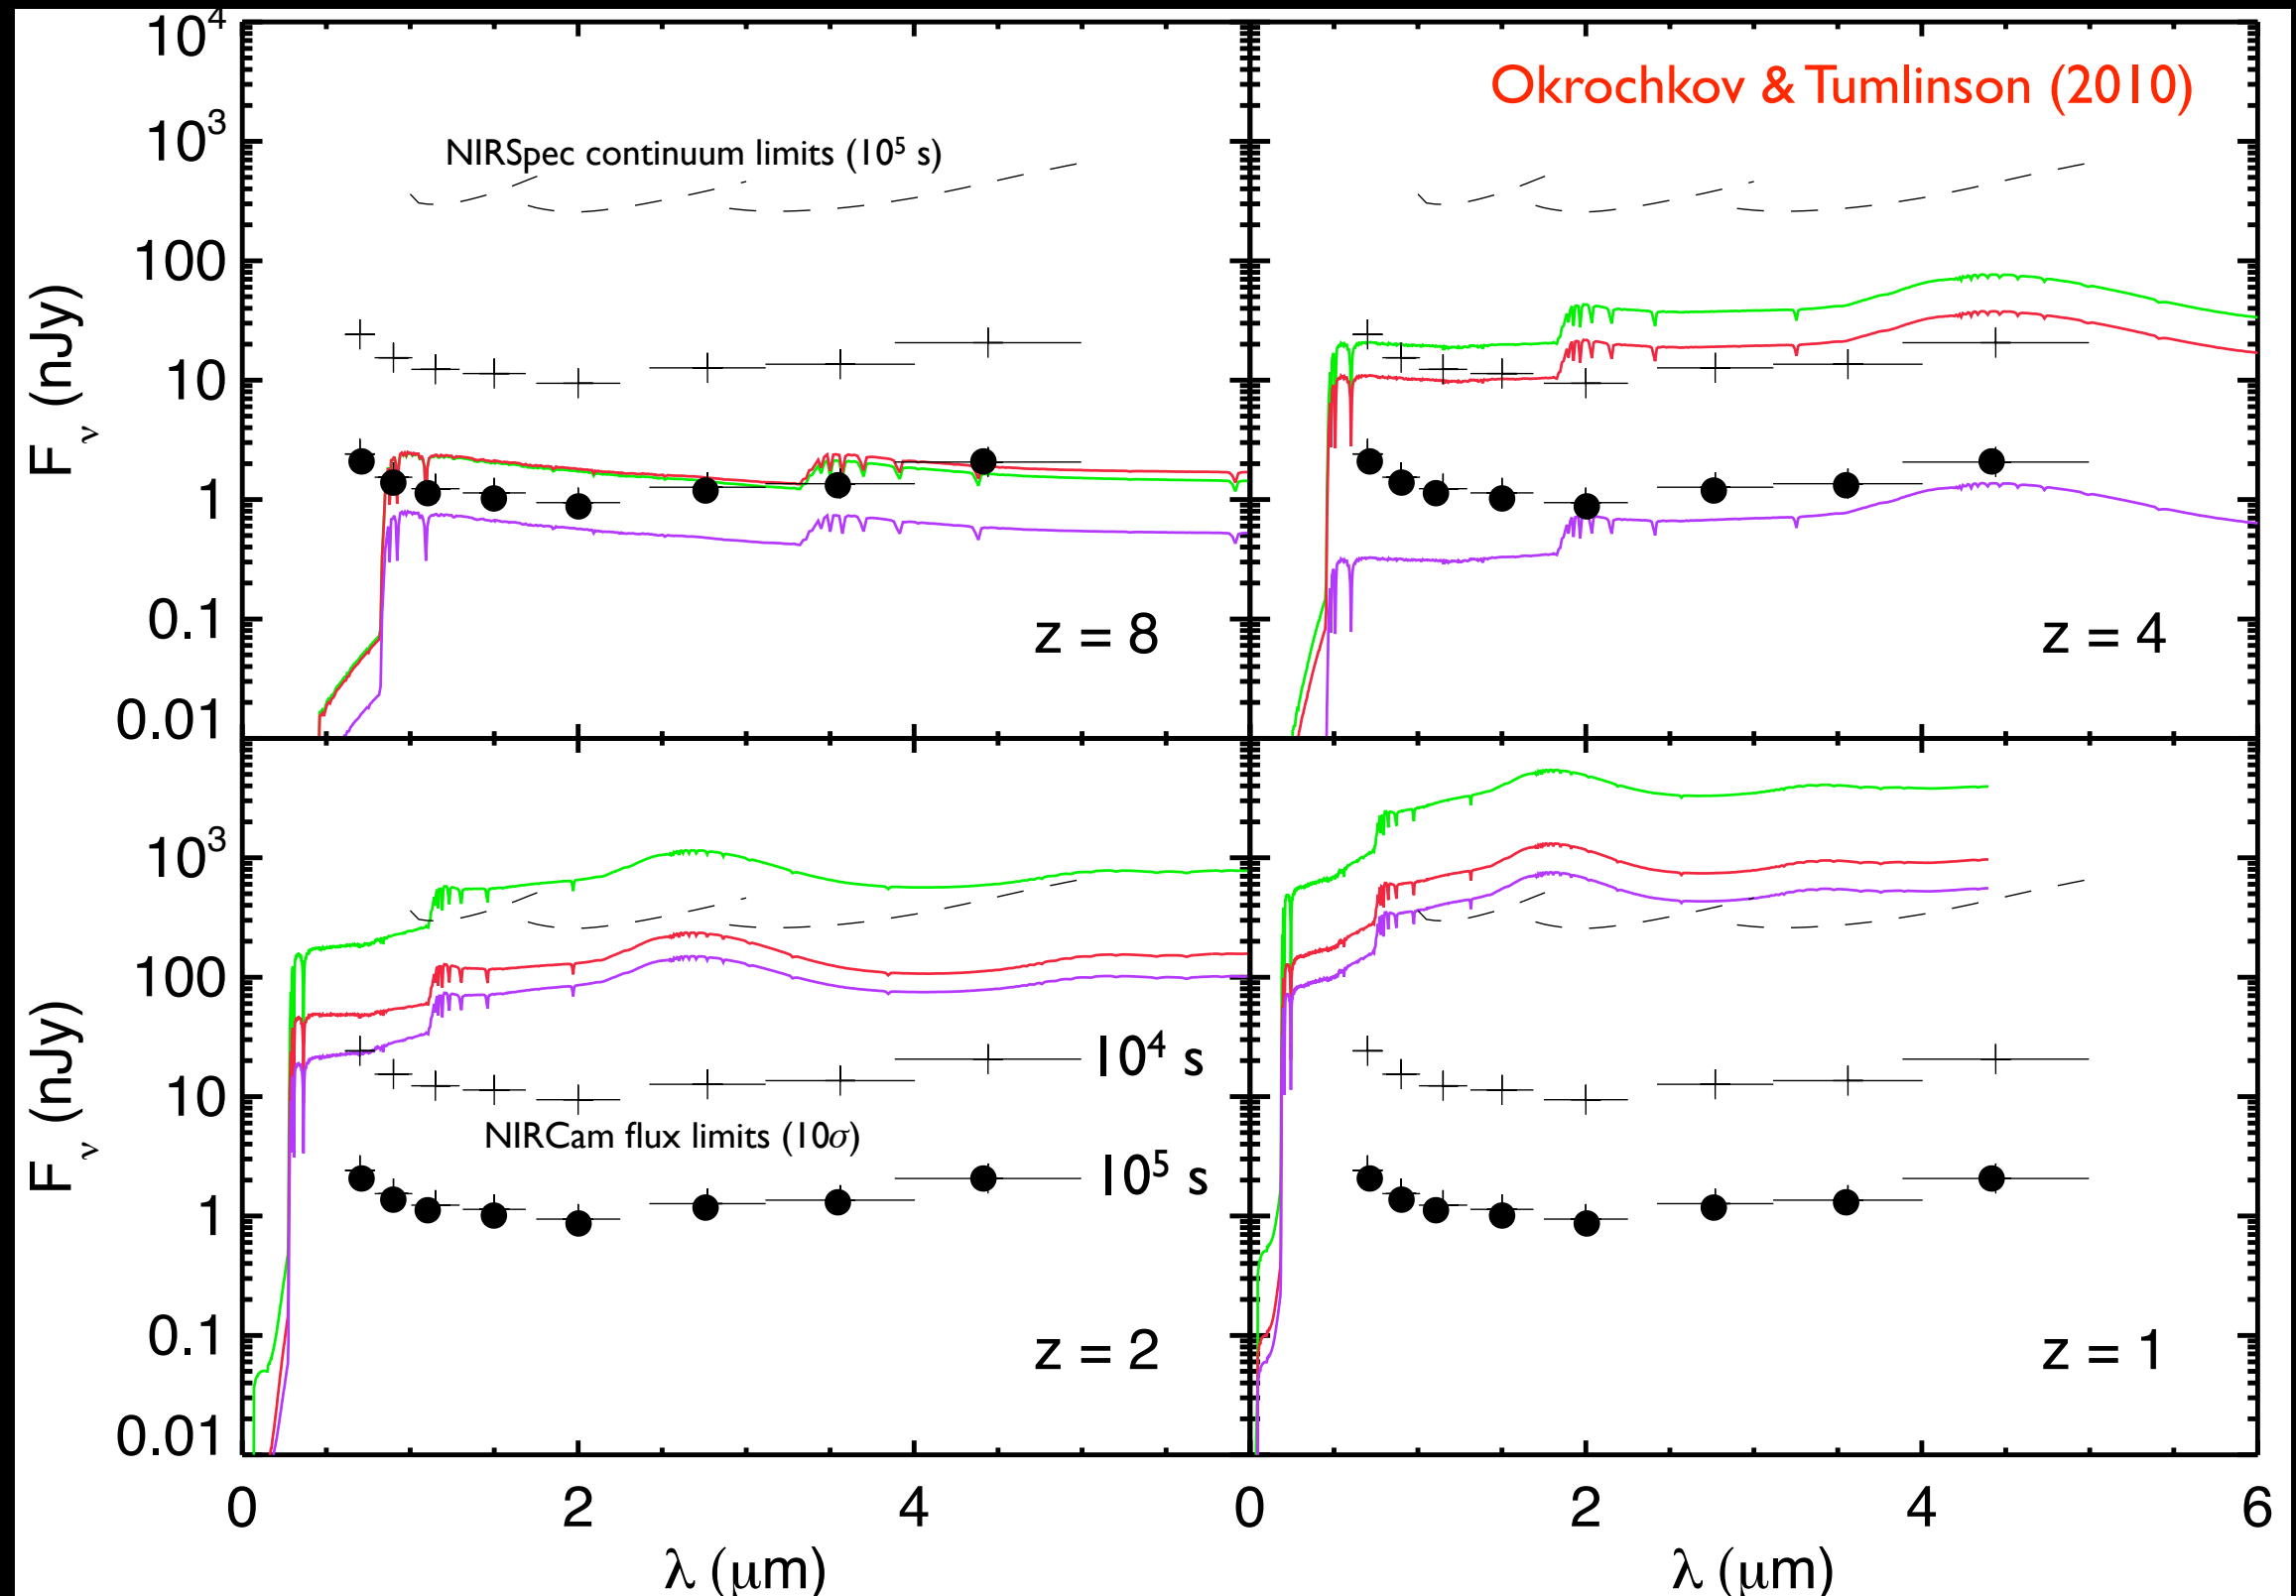 10⁴
Okrochkov & Tumlinson (2010)
10³
NIRSpec continuum limits (10⁵ s)
100
F_ν (nJy)
10
1
0.1
z = 8
z = 4
0.01
10³
100
10⁴ s
F_ν (nJy)
10
NIRCam flux limits (10σ)
10⁵ s
1
0.1
z = 2
z = 1
0.01
0 2 4 0 2 4 6
λ (μm) λ (μm)